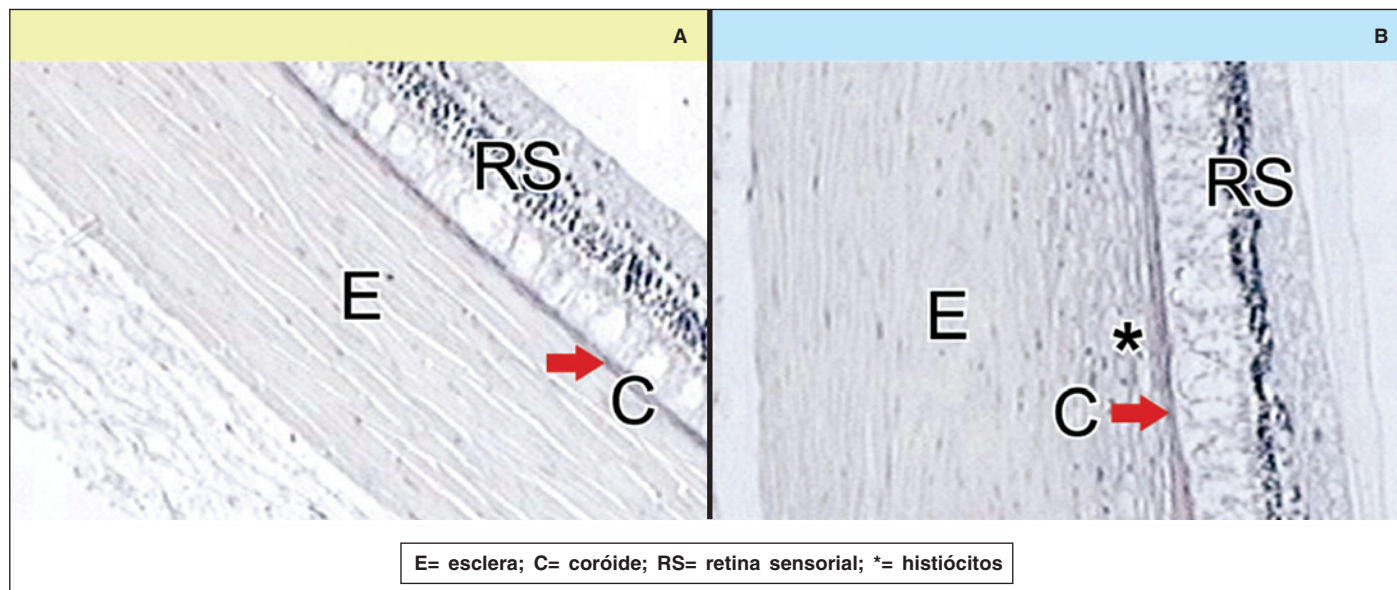 A
B
RS
E
C
RS
E
*
C
E= esclera; C= coróide; RS= retina sensorial; *= histiócitos